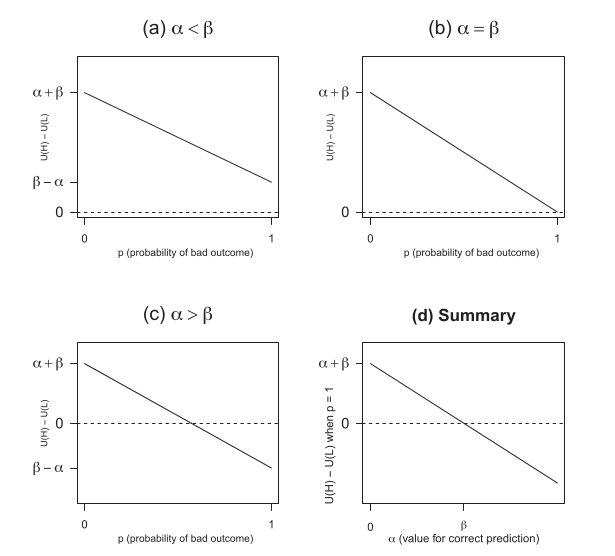 (a) α < β
α + β
U(H) − U(L)
β − α
0
0 1
p (probability of bad outcome)
(b) α = β
α + β
U(H) − U(L)
0
0 1
p (probability of bad outcome)
(c) α > β
α + β
U(H) − U(L)
0
β − α
0 1
p (probability of bad outcome)
(d) Summary
α + β
U(H) − U(L) when p = 1
0
0 β
α (value for correct prediction)